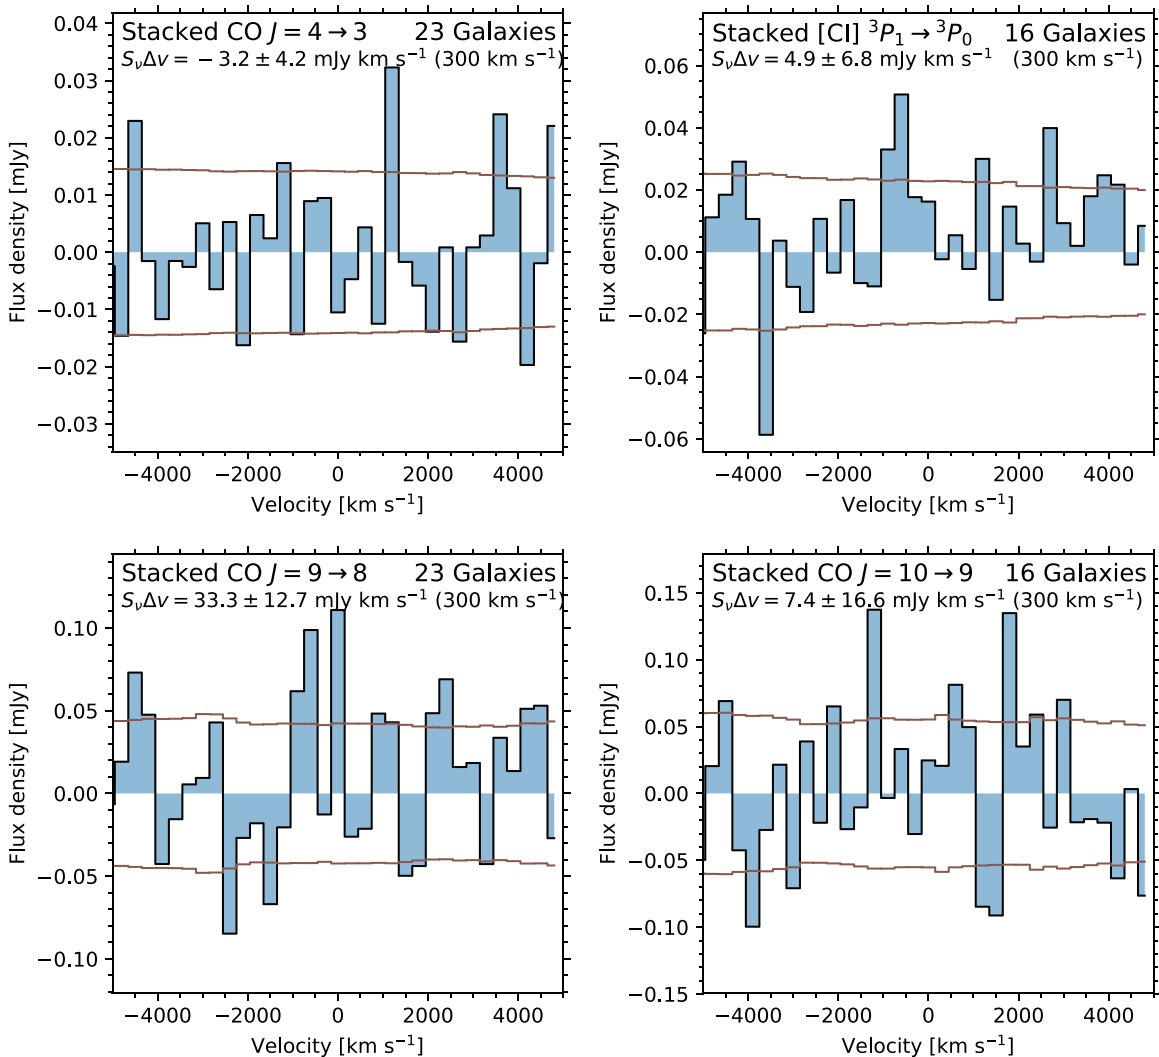 Stacked CO J = 4 → 3 23 Galaxies
SνΔv = − 3.2 ± 4.2 mJy km s⁻¹ (300 km s⁻¹)
0.04
0.03
0.02
0.01
0.00
−0.01
−0.02
−0.03
Flux density [mJy]
−4000 −2000 0 2000 4000
Velocity [km s⁻¹]
Stacked [CI] ³P₁ → ³P₀ 16 Galaxies
SνΔv = 4.9 ± 6.8 mJy km s⁻¹ (300 km s⁻¹)
0.06
0.04
0.02
0.00
−0.02
−0.04
−0.06
Flux density [mJy]
−4000 −2000 0 2000 4000
Velocity [km s⁻¹]
Stacked CO J = 9 → 8 23 Galaxies
SνΔv = 33.3 ± 12.7 mJy km s⁻¹ (300 km s⁻¹)
0.10
0.05
0.00
−0.05
−0.10
Flux density [mJy]
−4000 −2000 0 2000 4000
Velocity [km s⁻¹]
Stacked CO J = 10 → 9 16 Galaxies
SνΔv = 7.4 ± 16.6 mJy km s⁻¹ (300 km s⁻¹)
0.15
0.10
0.05
0.00
−0.05
−0.10
−0.15
Flux density [mJy]
−4000 −2000 0 2000 4000
Velocity [km s⁻¹]